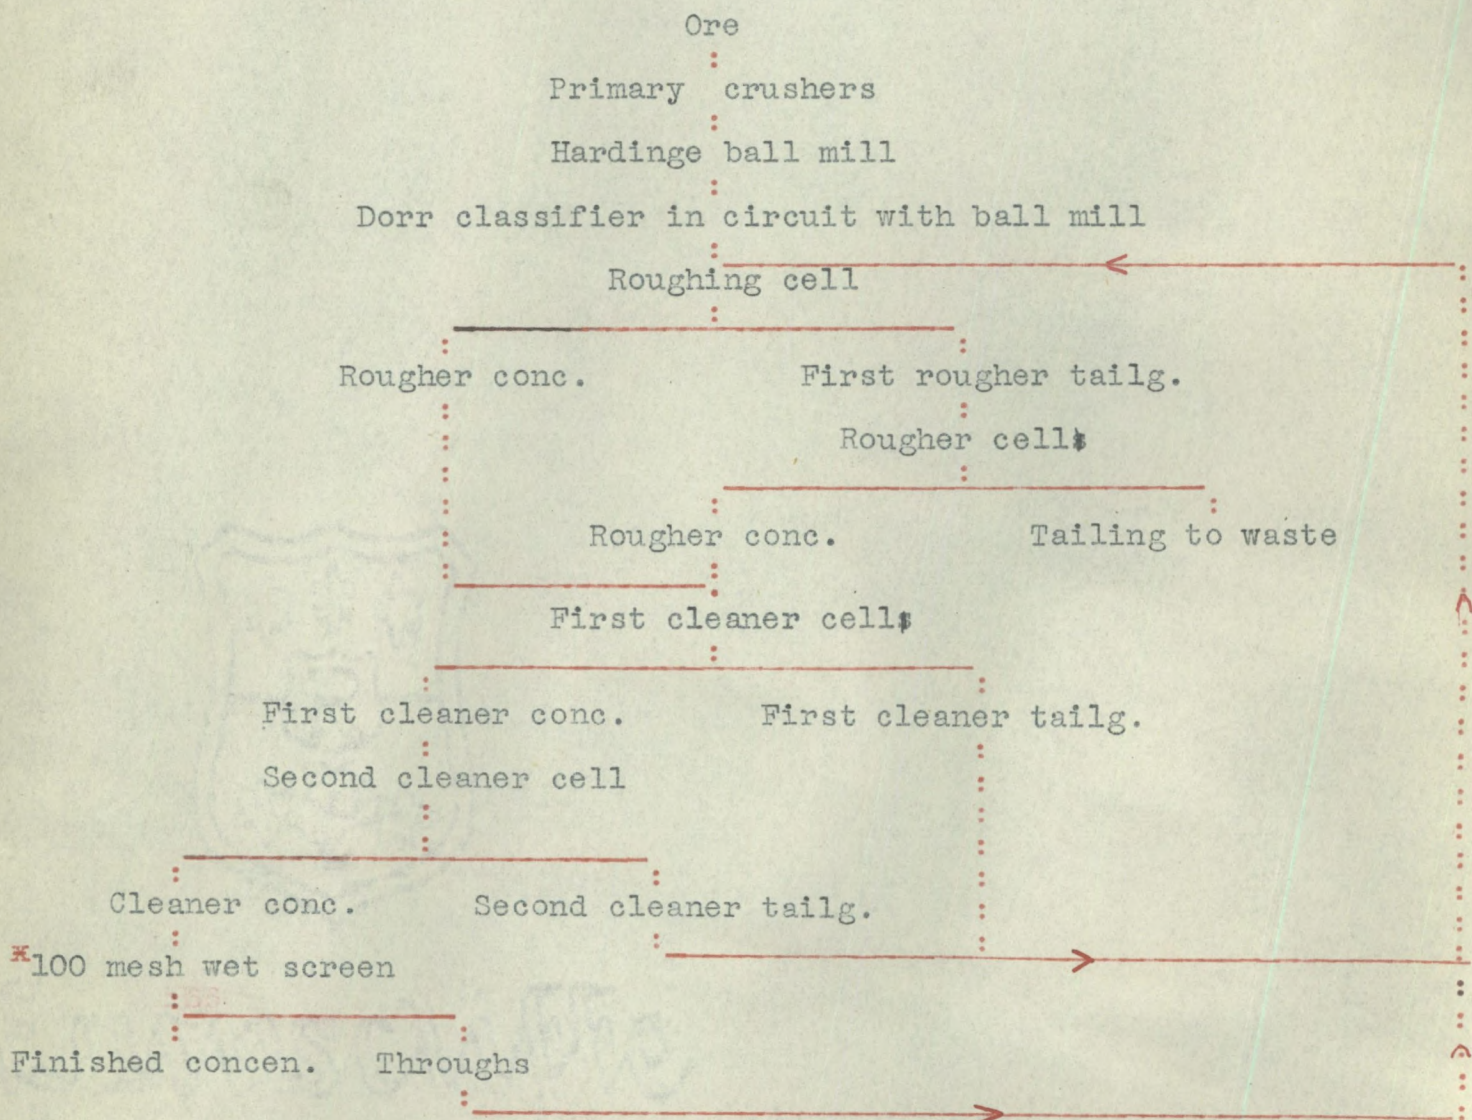 Ore
Primary crushers
Hardinge ball mill
Dorr classifier in circuit with ball mill
Roughing cell
Rougher conc. First rougher tailg.
Rougher cells
Rougher conc. Tailing to waste
First cleaner cells
First cleaner conc. First cleaner tailg.
Second cleaner cell
Cleaner conc. Second cleaner tailg.
*100 mesh wet screen
Finished concen. Throughs